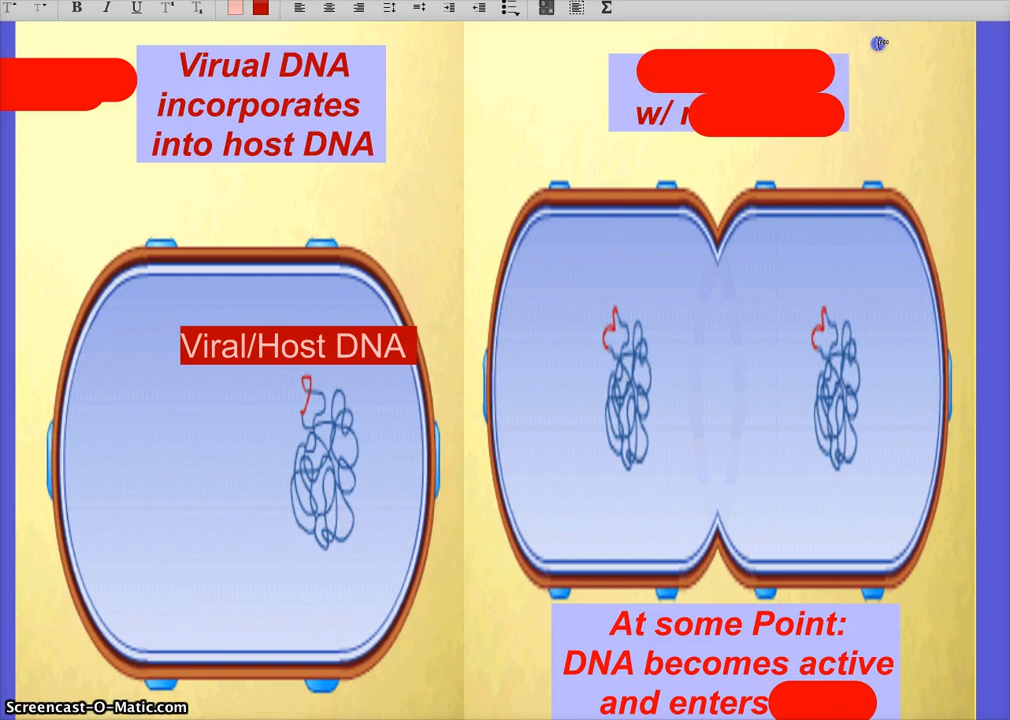 B I U T T Σ
Virual DNA
incorporates
into host DNA
w/
Viral/Host DNA
At some Point:
DNA becomes active
and enters
Screencast-O-Matic.com